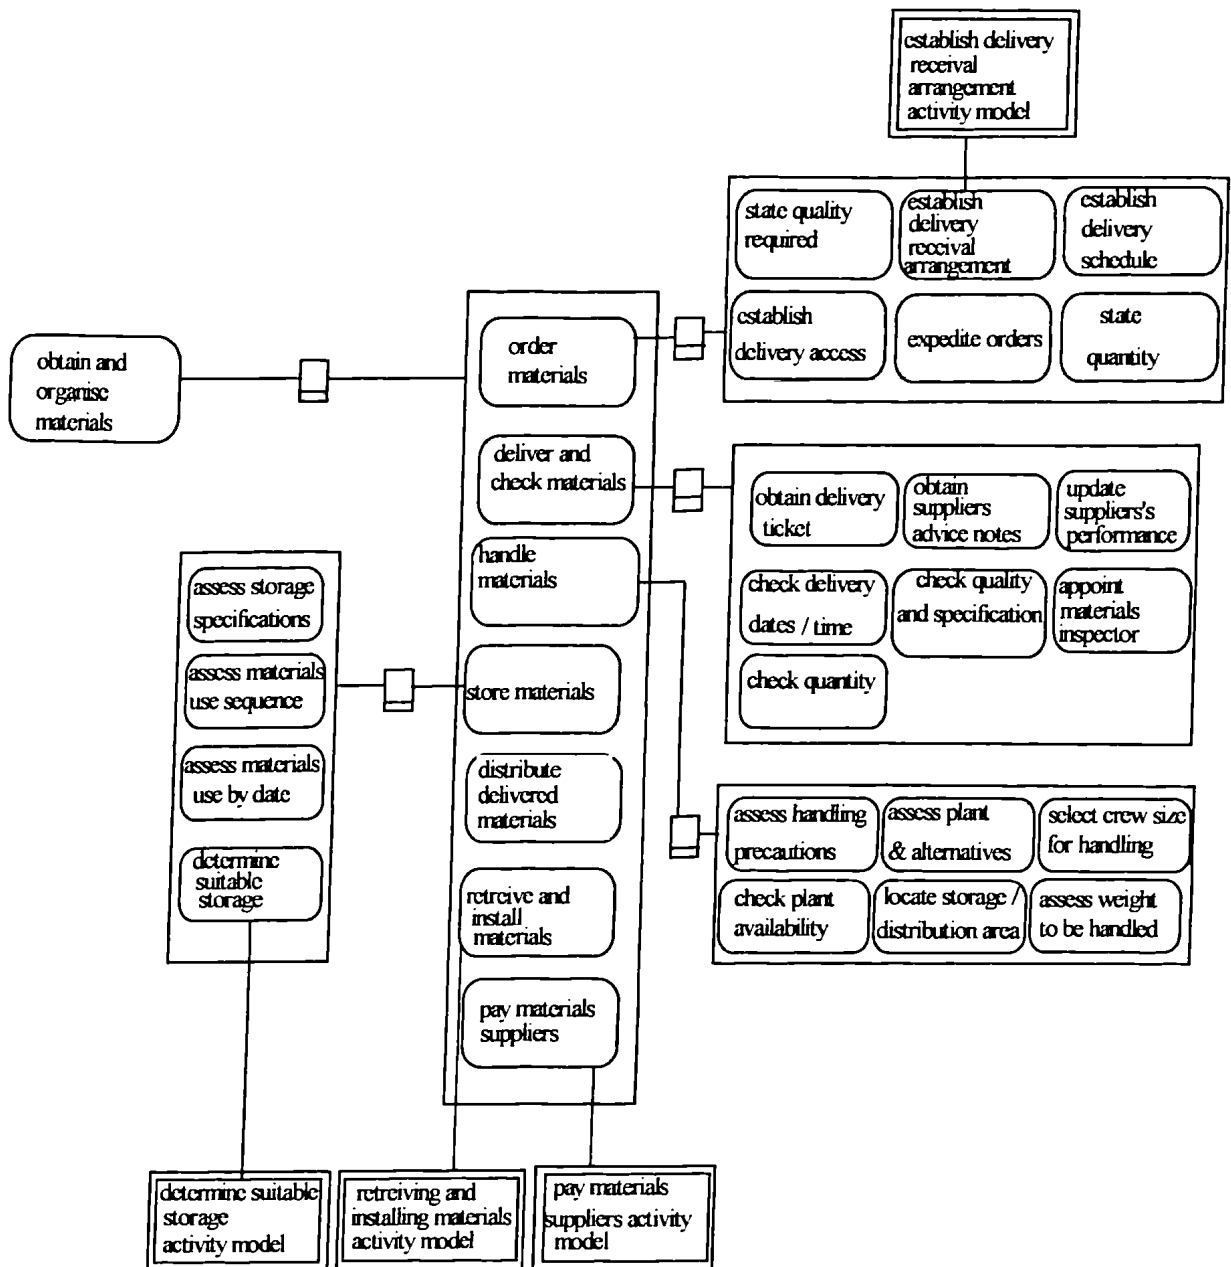 establish delivery
receival
arrangement
activity model
state quality
required
establish
delivery
receival
arrangement
establish
delivery
schedule
establish
delivery access
expedite orders
state
quantity
obtain and
organise
materials
order
materials
deliver and
check materials
handle
materials
store materials
distribute
delivered
materials
retreive and
install
materials
pay materials
suppliers
obtain delivery
ticket
obtain
suppliers
advice notes
update
suppliers's
performance
check delivery
dates / time
check quality
and specification
appoint
materials
inspector
check quantity
assess storage
specifications
assess materials
use sequence
assess materials
use by date
determine
suitable
storage
assess handling
precautions
assess plant
& alternatives
select crew size
for handling
check plant
availability
locate storage /
distribution area
assess weight
to be handled
determine suitable
storage
activity model
retreiving and
installing materials
activity model
pay materials
suppliers activity
model